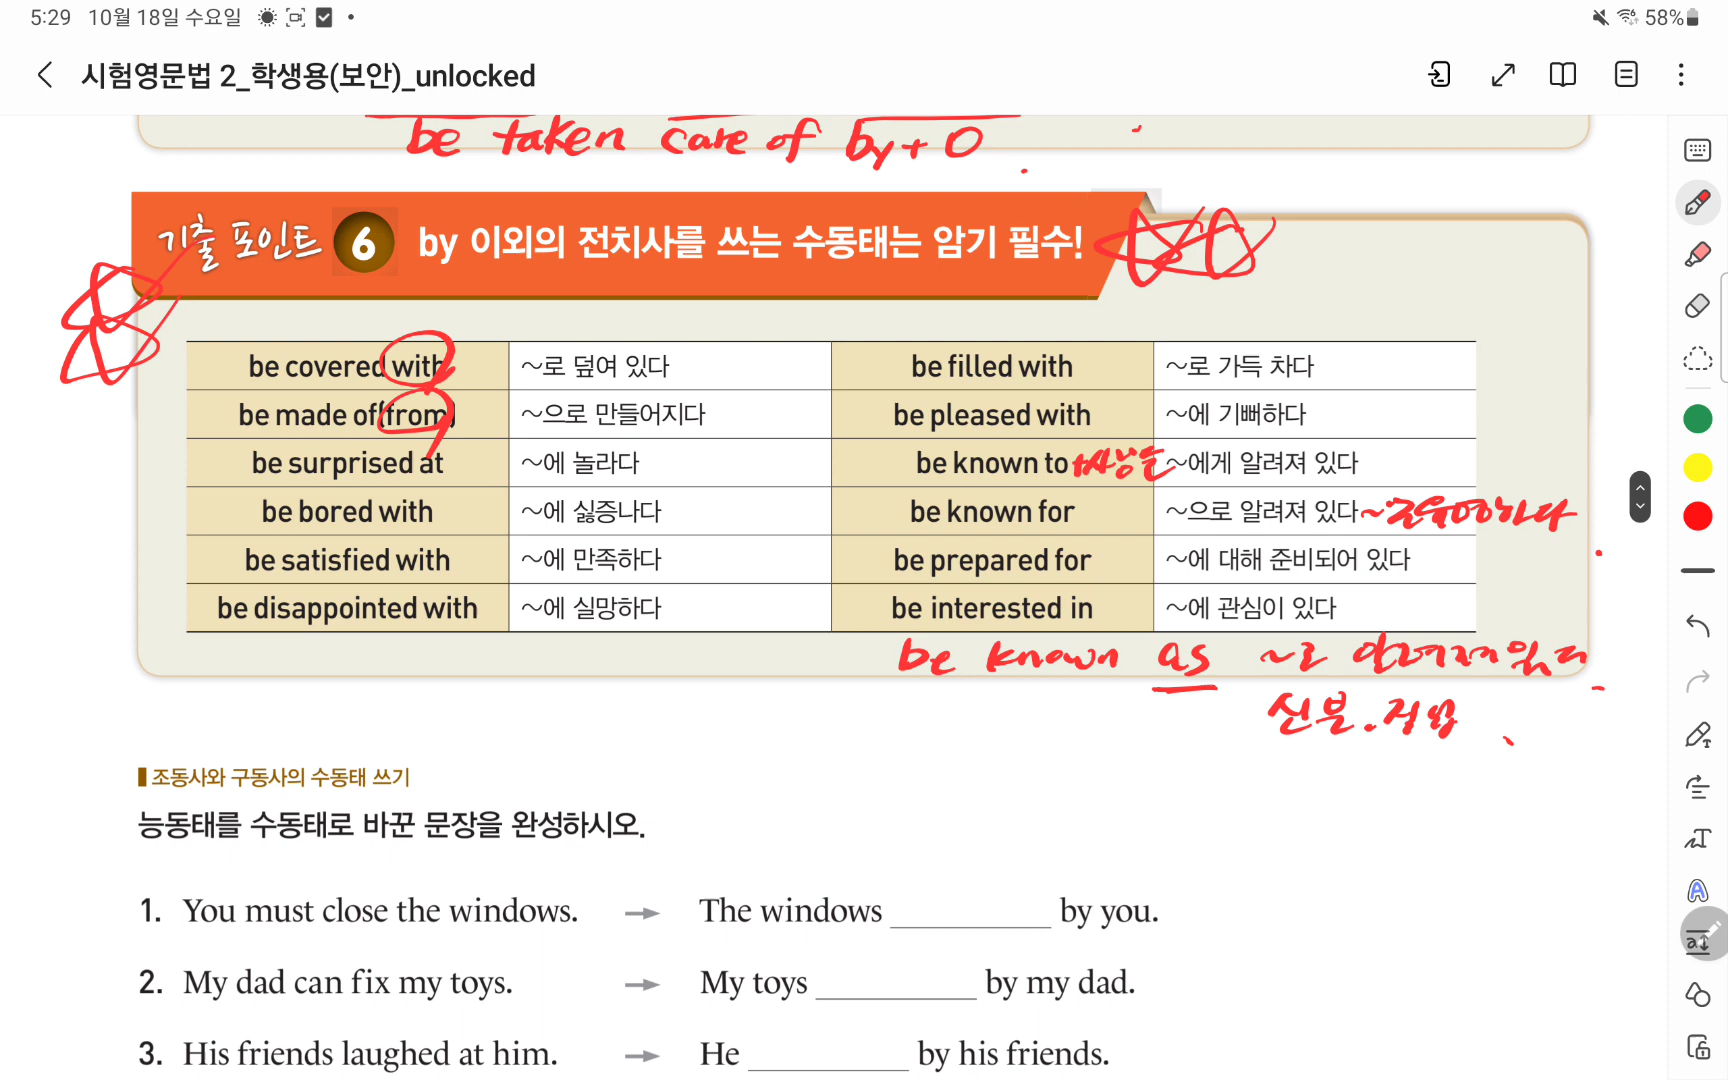 5:29 10월 18일 수요일
58%
시험영문법 2_학생용(보안)_unlocked
be taken care of by + O
기출 포인트 6 by 이외의 전치사를 쓰는 수동태는 암기 필수!
be covered with ~로 덮여 있다 be filled with ~로 가득 차다
be made of(from) ~으로 만들어지다 be pleased with ~에 기뻐하다
be surprised at ~에 놀라다 be known to ~에게 알려져 있다
be bored with ~에 싫증나다 be known for ~으로 알려져 있다 ~로 유명하다
be satisfied with ~에 만족하다 be prepared for ~에 대해 준비되어 있다
be disappointed with ~에 실망하다 be interested in ~에 관심이 있다
be known as ~로 알려져 있다
신분.직업
조동사와 구동사의 수동태 쓰기
능동태를 수동태로 바꾼 문장을 완성하시오.
1. You must close the windows. → The windows __________ by you.
2. My dad can fix my toys. → My toys __________ by my dad.
3. His friends laughed at him. → He __________ by his friends.